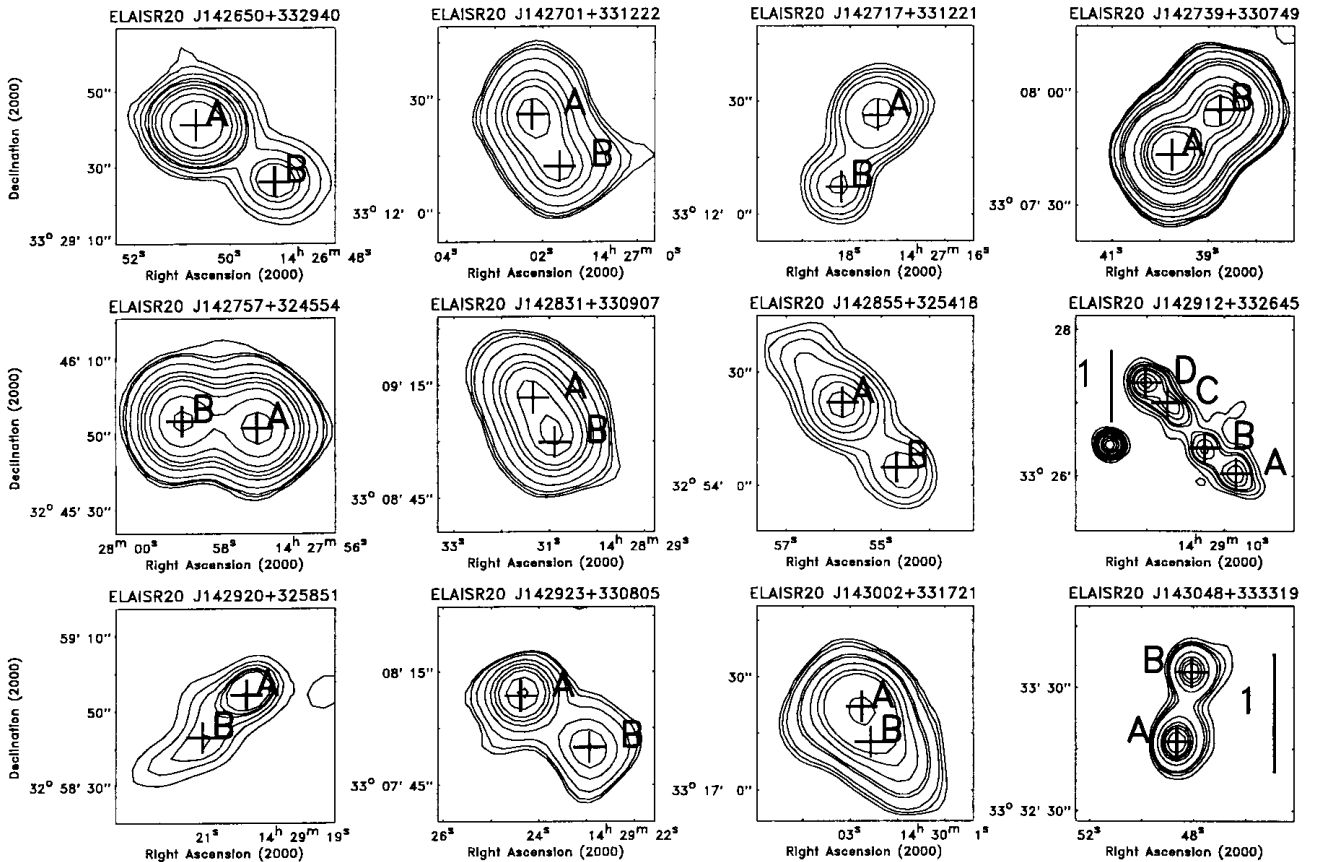 ELAISR20 J142650+332940
ELAISR20 J142701+331222
ELAISR20 J142717+331221
ELAISR20 J142739+330749
Declination (2000)
50"
30"
33° 29' 10"
A
B
52ˢ 50ˢ 14ʰ 26ᵐ 48ˢ
Right Ascension (2000)
30"
33° 12' 0"
A
B
04ˢ 02ˢ 14ʰ 27ᵐ 0ˢ
Right Ascension (2000)
30"
33° 12' 0"
A
B
18ˢ 14ʰ 27ᵐ 16ˢ
Right Ascension (2000)
08' 00"
33° 07' 30"
B
A
41ˢ 39ˢ
Right Ascension (2000)
ELAISR20 J142757+324554
ELAISR20 J142831+330907
ELAISR20 J142855+325418
ELAISR20 J142912+332645
Declination (2000)
46' 10"
50"
32° 45' 30"
B
A
28ᵐ 00ˢ 58ˢ 14ʰ 27ᵐ 56ˢ
Right Ascension (2000)
09' 15"
33° 08' 45"
A
B
33ˢ 31ˢ 14ʰ 28ᵐ 29ˢ
Right Ascension (2000)
30"
32° 54' 0"
A
B
57ˢ 55ˢ
Right Ascension (2000)
28
33° 26'
1
D
C
B
A
14ʰ 29ᵐ 10ˢ
Right Ascension (2000)
ELAISR20 J142920+325851
ELAISR20 J142923+330805
ELAISR20 J143002+331721
ELAISR20 J143048+333319
Declination (2000)
59' 10"
50"
32° 58' 30"
A
B
21ˢ 14ʰ 29ᵐ 19ˢ
Right Ascension (2000)
08' 15"
33° 07' 45"
A
B
26ˢ 24ˢ 14ʰ 29ᵐ 22ˢ
Right Ascension (2000)
30"
33° 17' 0"
A
B
03ˢ 14ʰ 30ᵐ 1ˢ
Right Ascension (2000)
33' 30"
33° 32' 30"
B
A
1
52ˢ 48ˢ
Right Ascension (2000)